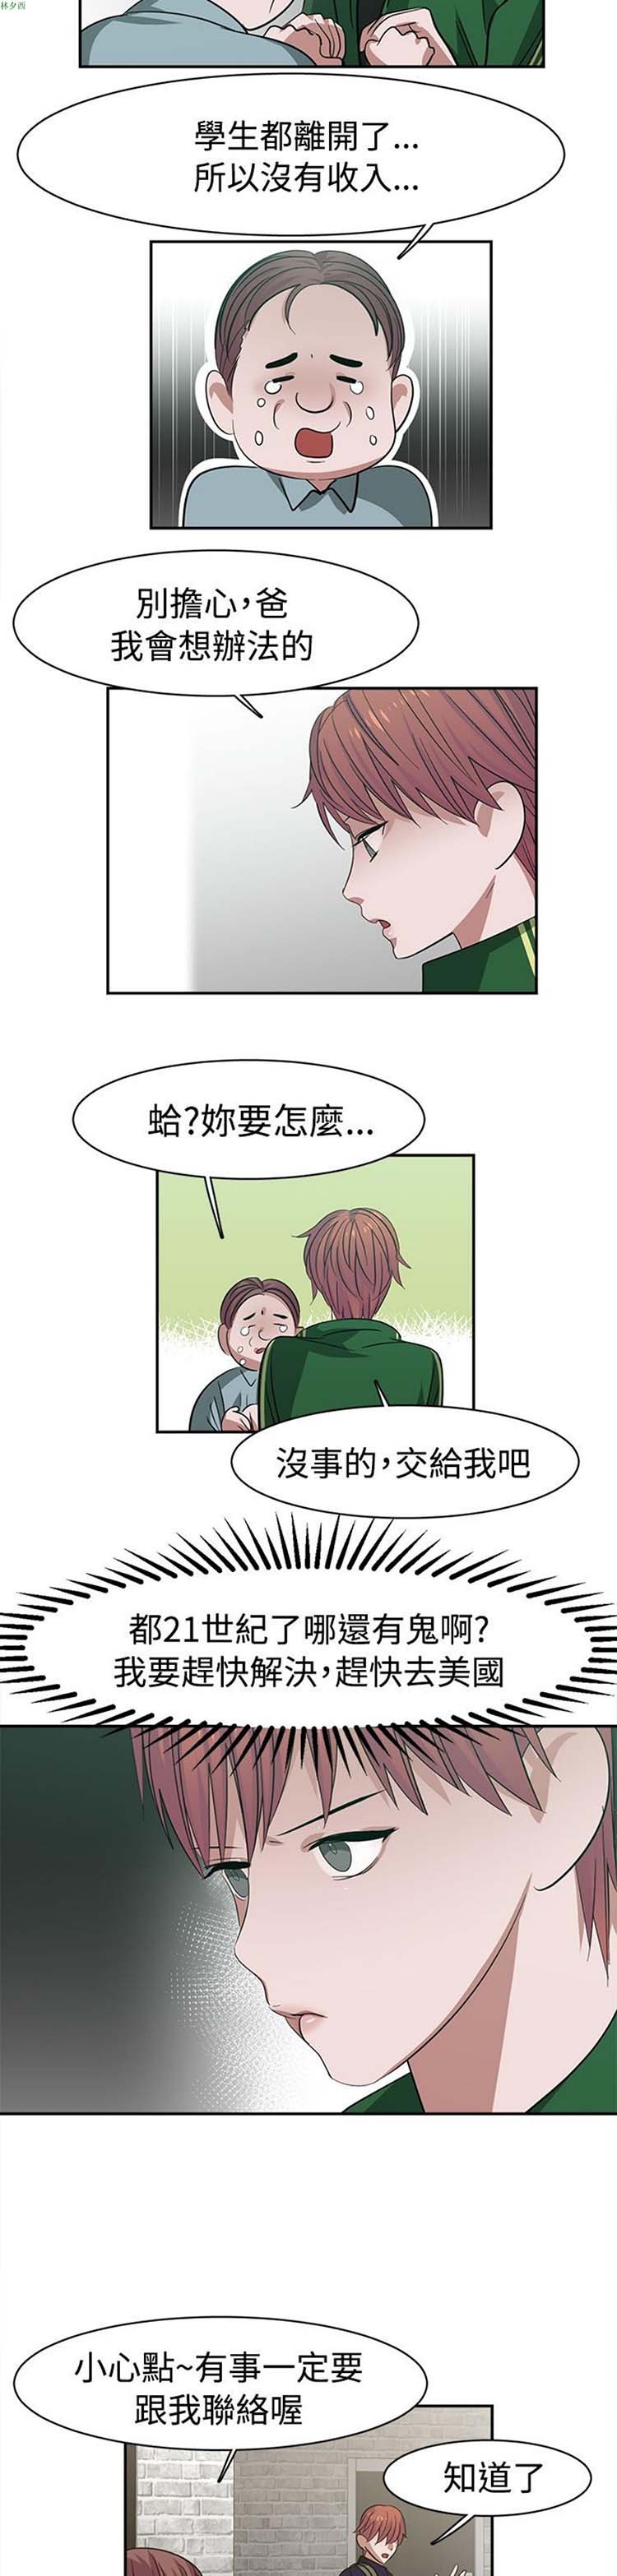 林夕西
學生都離開了...
所以沒有收入...
別擔心,爸
我會想辦法的
蛤?妳要怎麼...
沒事的,交給我吧
都21世紀了哪還有鬼啊?
我要趕快解決,趕快去美國
小心點~有事一定要
跟我聯絡喔
知道了